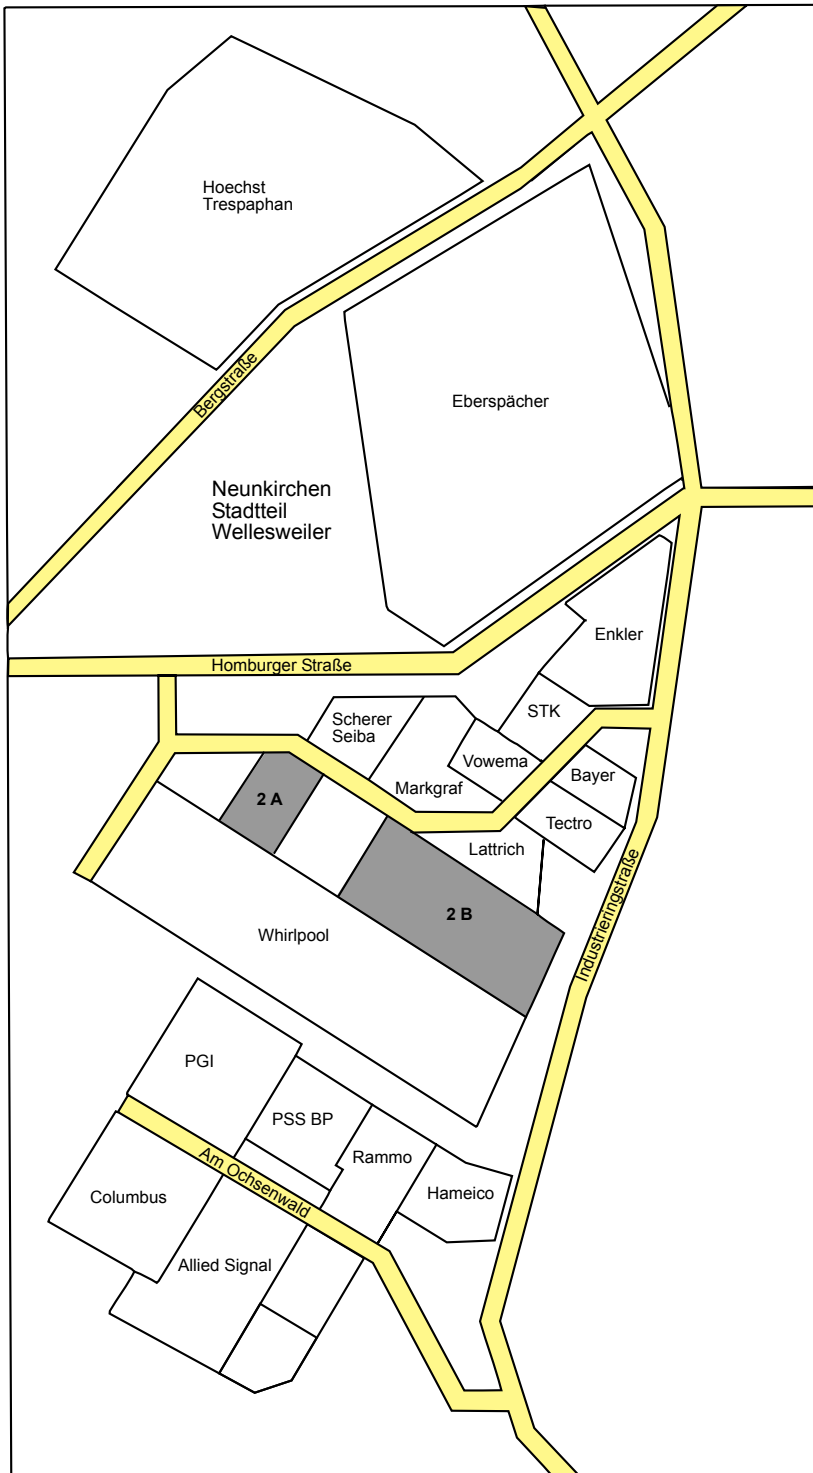 Hoechst
Trespaphan
Bergstraße
Eberspächer
Neunkirchen
Stadtteil
Wellesweiler
Enkler
Homburger Straße
STK
Scherer
Seiba
Vowema
Bayer
Markgraf
2 A
Tectro
Lattrich
2 B
Whirlpool
Industrieringstraße
PGI
PSS BP
Rammo
Am Ochsenwald
Hameico
Columbus
Allied Signal